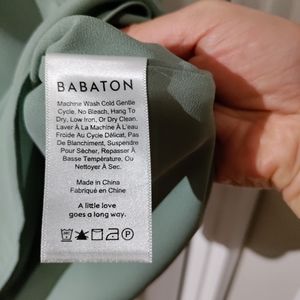 BABATON
Machine Wash Cold Gentle
Cycle, No Bleach, Hang To
Dry, Low Iron, Or Dry Clean.
Laver À La Machine À L'eau
Froide Au Cycle Délicat, Pas
De Blanchiment, Suspendre
Pour Sécher, Repasser À
Basse Température, Ou
Nettoyer À Sec.
Made in China
Fabriqué en Chine
A little love
goes a long way.
P